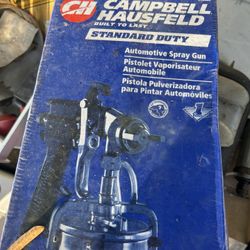 CH CAMPBELL
HAUSFELD
BUILT TO LAST
STANDARD DUTY
Automotive Spray Gun
Pistolet Vaporisateur
Automobile
Pistola Pulverizadora
para Pintar Automóviles